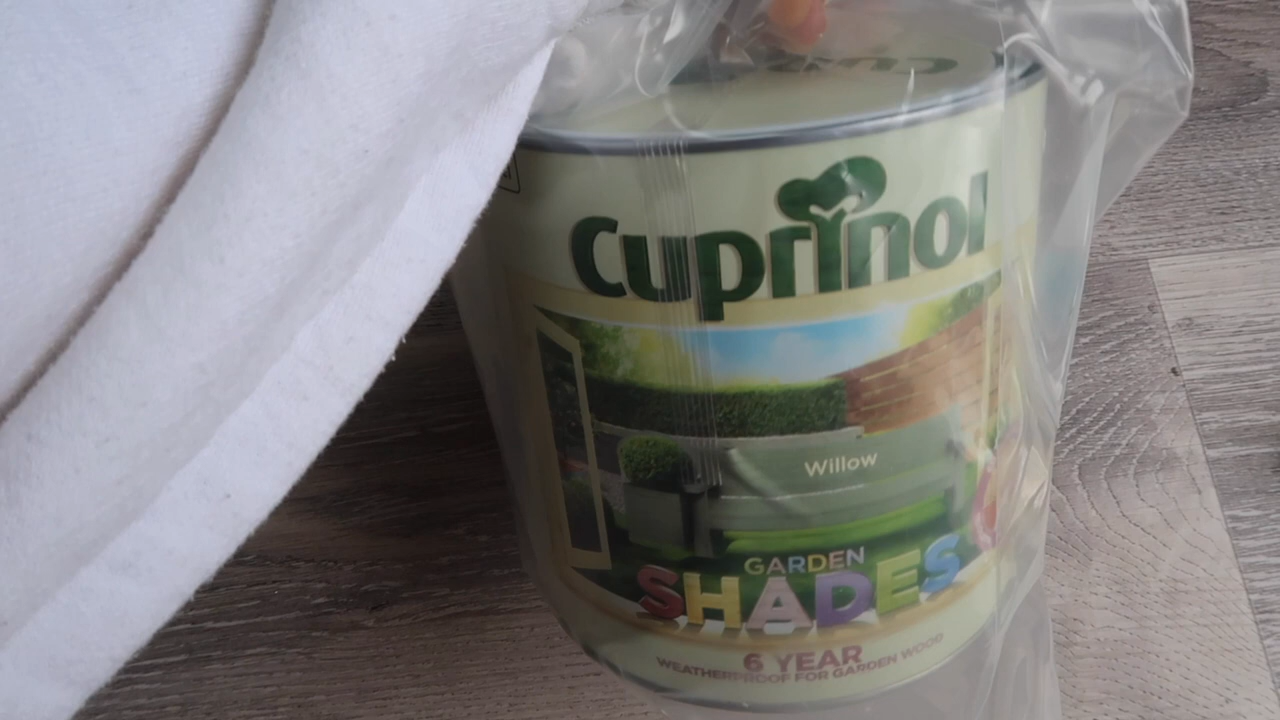 Cuprinol
Willow
GARDEN
SHADES
6 YEAR
WEATHERPROOF FOR GARDEN WOOD